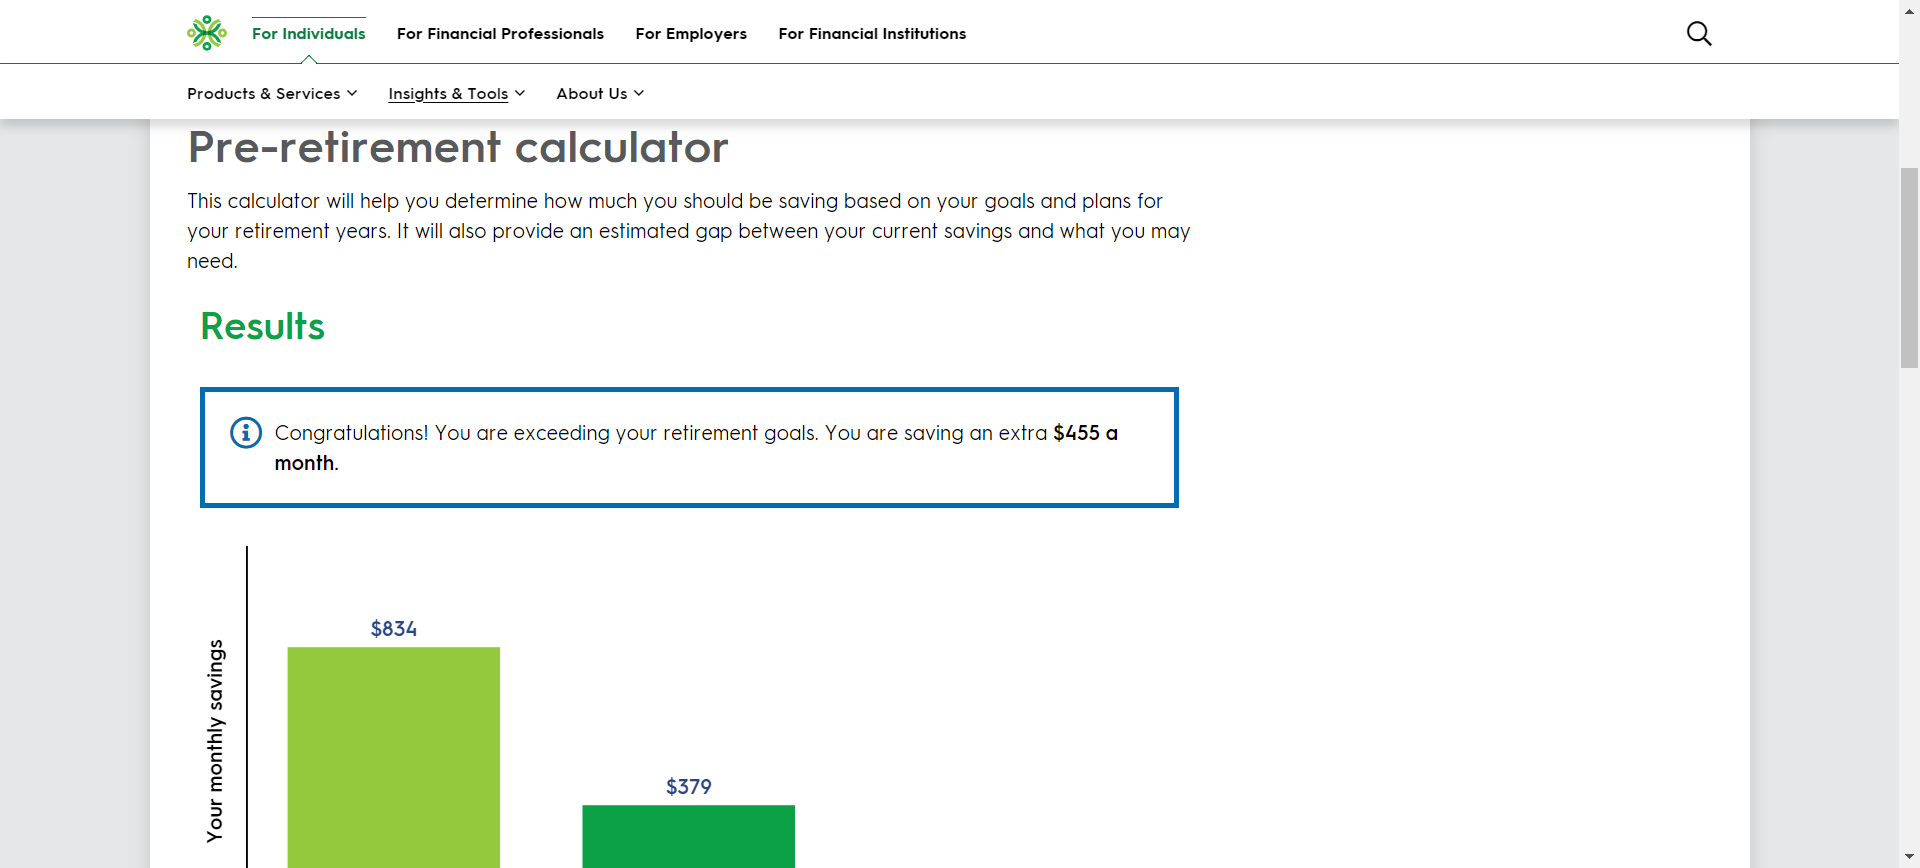 For Individuals For Financial Professionals For Employers For Financial Institutions
Products & Services Insights & Tools About Us
Pre-retirement calculator
This calculator will help you determine how much you should be saving based on your goals and plans for
your retirement years. It will also provide an estimated gap between your current savings and what you may
need.
Results
Congratulations! You are exceeding your retirement goals. You are saving an extra $455 a
month.
$834
$379
Your monthly savings